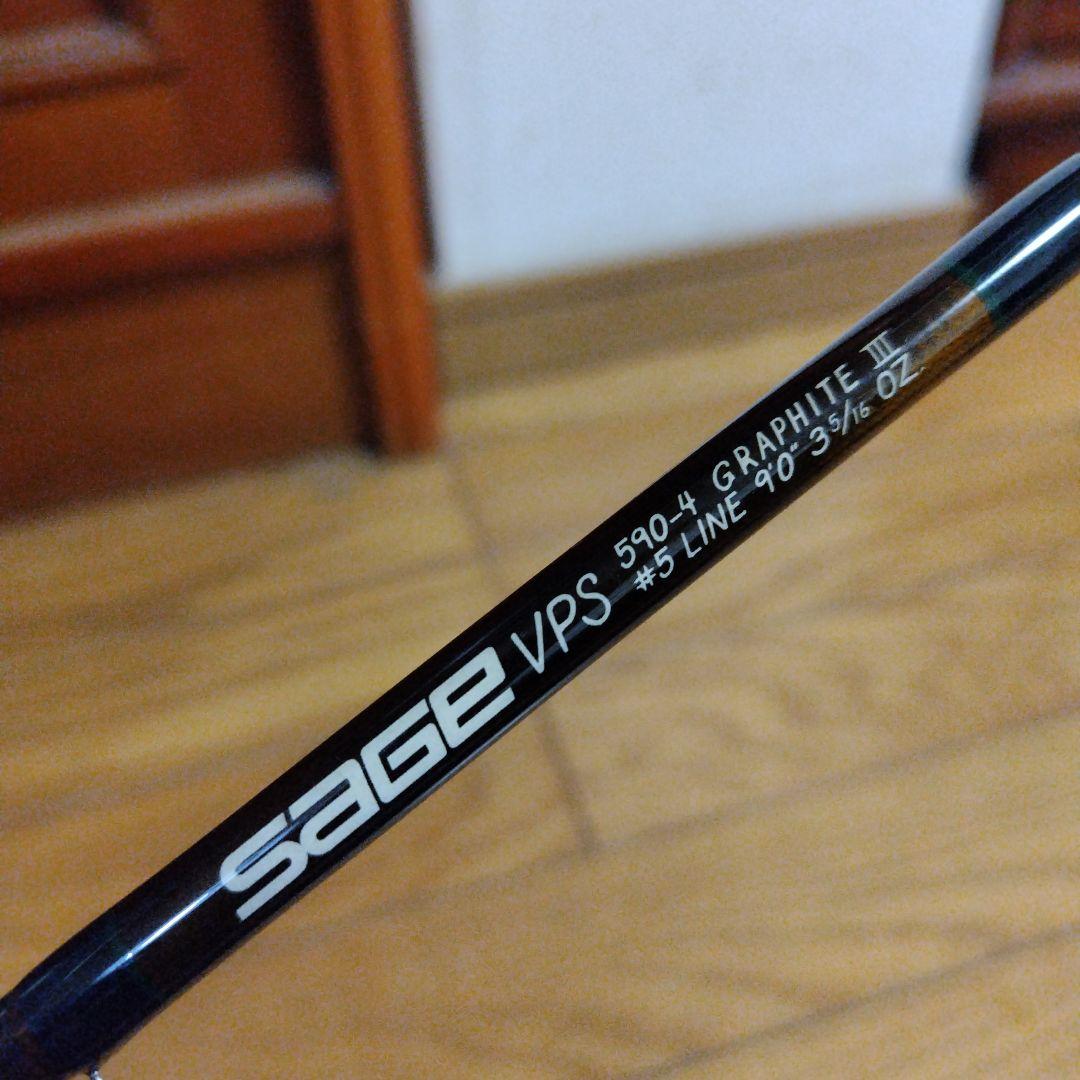 SAGE VPS
590-4 GRAPHITE III
#5 LINE 9'0" 3 5/16 OZ.